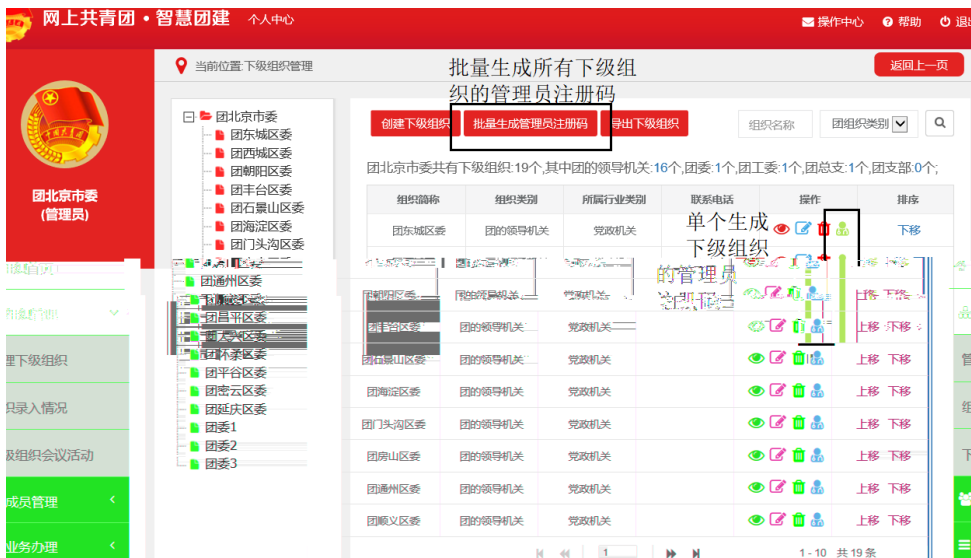 网上共青团•智慧团建 个人中心
操作中心 帮助 退出
当前位置:下级组织管理
返回上一页
批量生成所有下级组
织的管理员注册码
团北京市委
(管理员)
团北京市委
团东城区委
团西城区委
团朝阳区委
团丰台区委
团石景山区委
团海淀区委
团门头沟区委
团通州区委
团昌平区委
团怀柔区委
团平谷区委
团密云区委
团延庆区委
团委1
团委2
团委3
创建下级组织 批量生成管理员注册码 导出下级组织 组织名称 团组织类别
团北京市委共有下级组织:19个,其中团的领导机关:16个,团委:1个,团工委:1个,团总支:1个,团支部:0个;
组织简称 组织类别 所属行业类别 联系电话 操作 排序
团东城区委 团的领导机关 党政机关 下移
单个生成
下级组织
的管理员
团丰台区委 团的领导机关 党政机关 上移 下移
团石景山区委 团的领导机关 党政机关 上移 下移
团海淀区委 团的领导机关 党政机关 上移 下移
团门头沟区委 团的领导机关 党政机关 上移 下移
团房山区委 团的领导机关 党政机关 上移 下移
团通州区委 团的领导机关 党政机关 上移 下移
团顺义区委 团的领导机关 党政机关 上移 下移
1 1 - 10 共 19 条
理下级组织
织录入情况
级组织会议活动
成员管理
业务办理
管
组
下